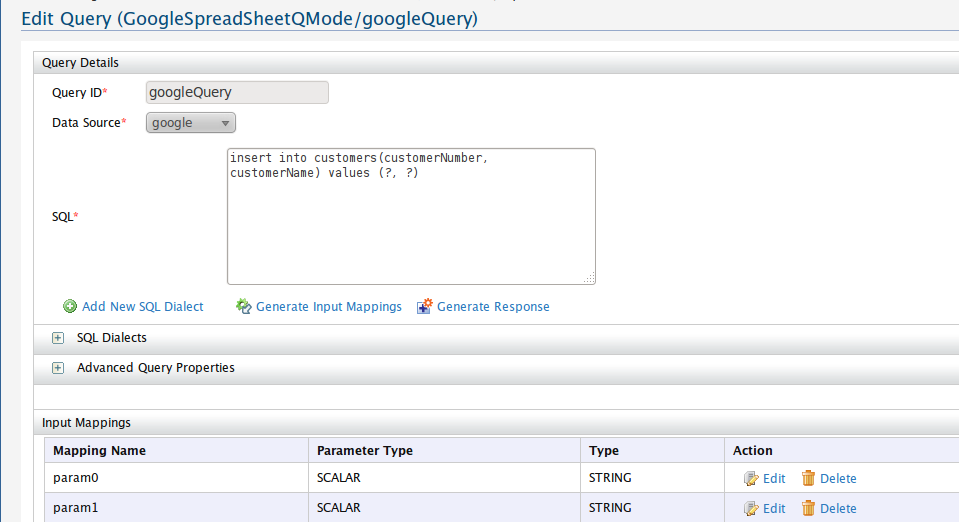 Edit Query (GoogleSpreadSheetQMode/googleQuery)
Query Details
Query ID*
googleQuery
Data Source*
google
insert into customers(customerNumber,
customerName) values (?, ?)
SQL*
Add New SQL Dialect Generate Input Mappings Generate Response
SQL Dialects
Advanced Query Properties
Input Mappings
Mapping Name Parameter Type Type Action
param0 SCALAR STRING Edit Delete
param1 SCALAR STRING Edit Delete